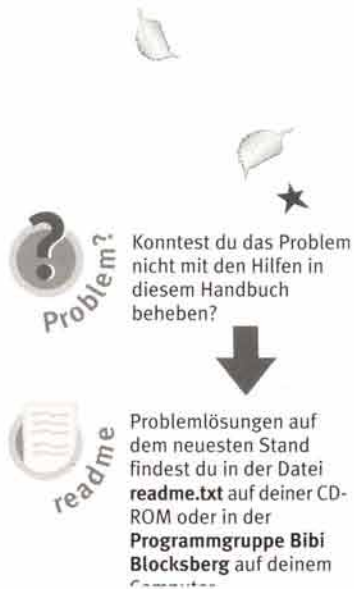 Problem?
Konntest du das Problem
nicht mit den Hilfen in
diesem Handbuch
beheben?
readme
Problemlösungen auf
dem neuesten Stand
findest du in der Datei
readme.txt auf deiner CD-
ROM oder in der
Programmgruppe Bibi
Blocksberg auf deinem